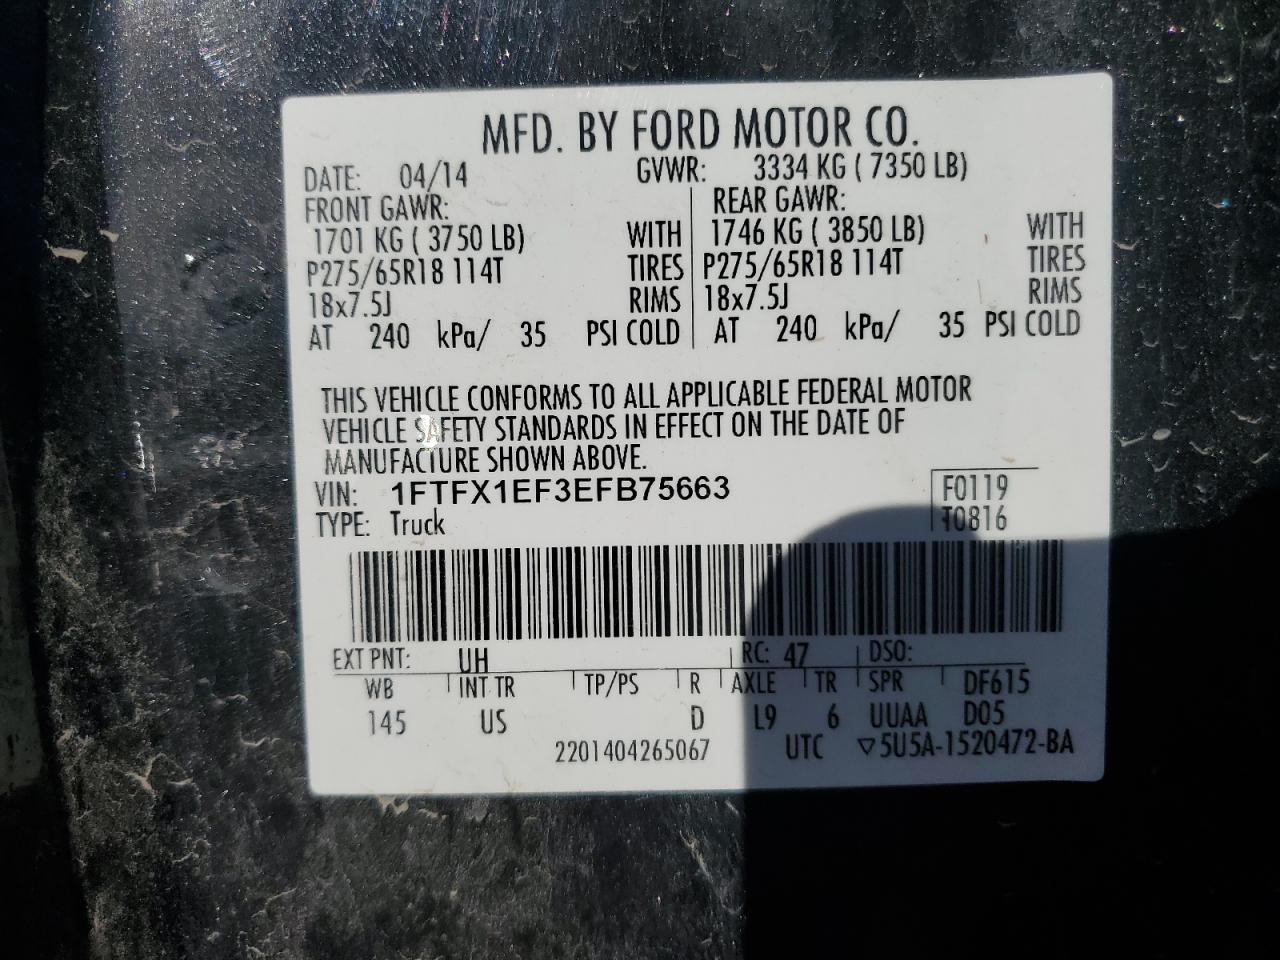 MFD. BY FORD MOTOR CO.
DATE: 04/14 GVWR: 3334 KG ( 7350 LB)
FRONT GAWR: REAR GAWR:
1701 KG ( 3750 LB) WITH 1746 KG ( 3850 LB) WITH
P275/65R18 114T TIRES P275/65R18 114T TIRES
18x7.5J RIMS 18x7.5J RIMS
AT 240 kPa/ 35 PSI COLD AT 240 kPa/ 35 PSI COLD
THIS VEHICLE CONFORMS TO ALL APPLICABLE FEDERAL MOTOR
VEHICLE SAFETY STANDARDS IN EFFECT ON THE DATE OF
MANUFACTURE SHOWN ABOVE.
VIN: 1FTFX1EF3EFB75663 F0119
TYPE: Truck T0816
EXT PNT: UH RC: 47 DSO:
WB INT TR TP/PS R AXLE TR SPR DF615
145 US D L9 6 UUAA D05
2201404265067 UTC ▽5U5A-1520472-BA